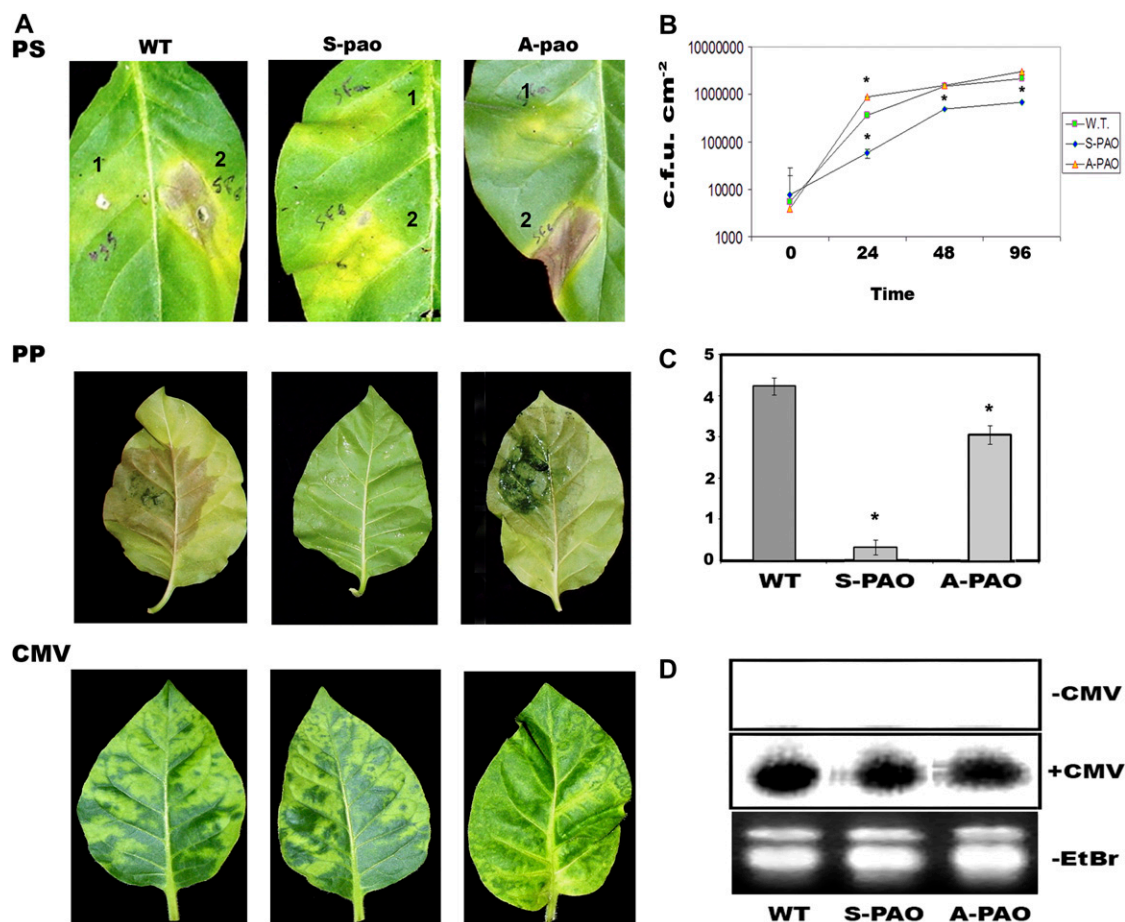 A
PS
WT
S-pao
A-pao
1
2
1
2
1
2
B
10000000
1000000
100000
10000
1000
c.f.u. cm-2
*
*
*
*
0
24
48
96
Time
W.T.
S-PAO
A-PAO
PP
C
5
4
3
2
1
0
*
*
WT
S-PAO
A-PAO
CMV
D
-CMV
+CMV
-EtBr
WT
S-PAO
A-PAO